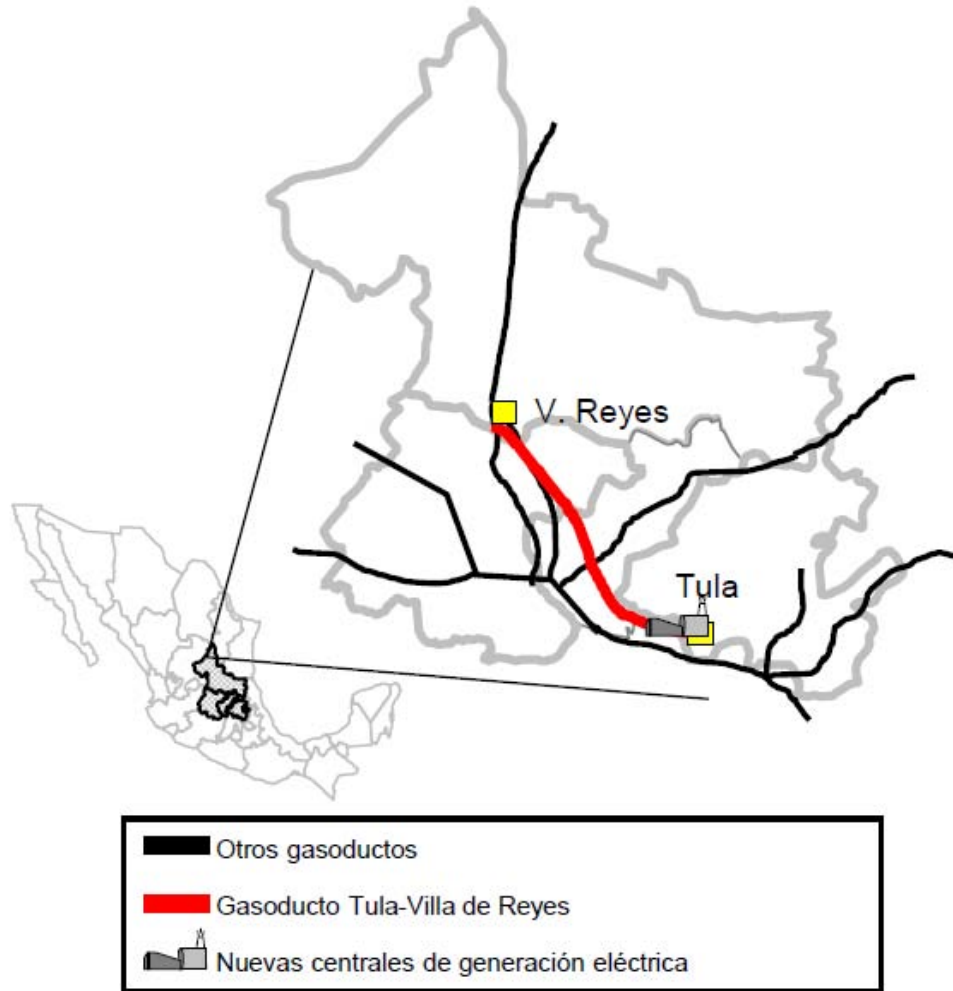 V. Reyes
Tula
Otros gasoductos
Gasoducto Tula-Villa de Reyes
Nuevas centrales de generación eléctrica